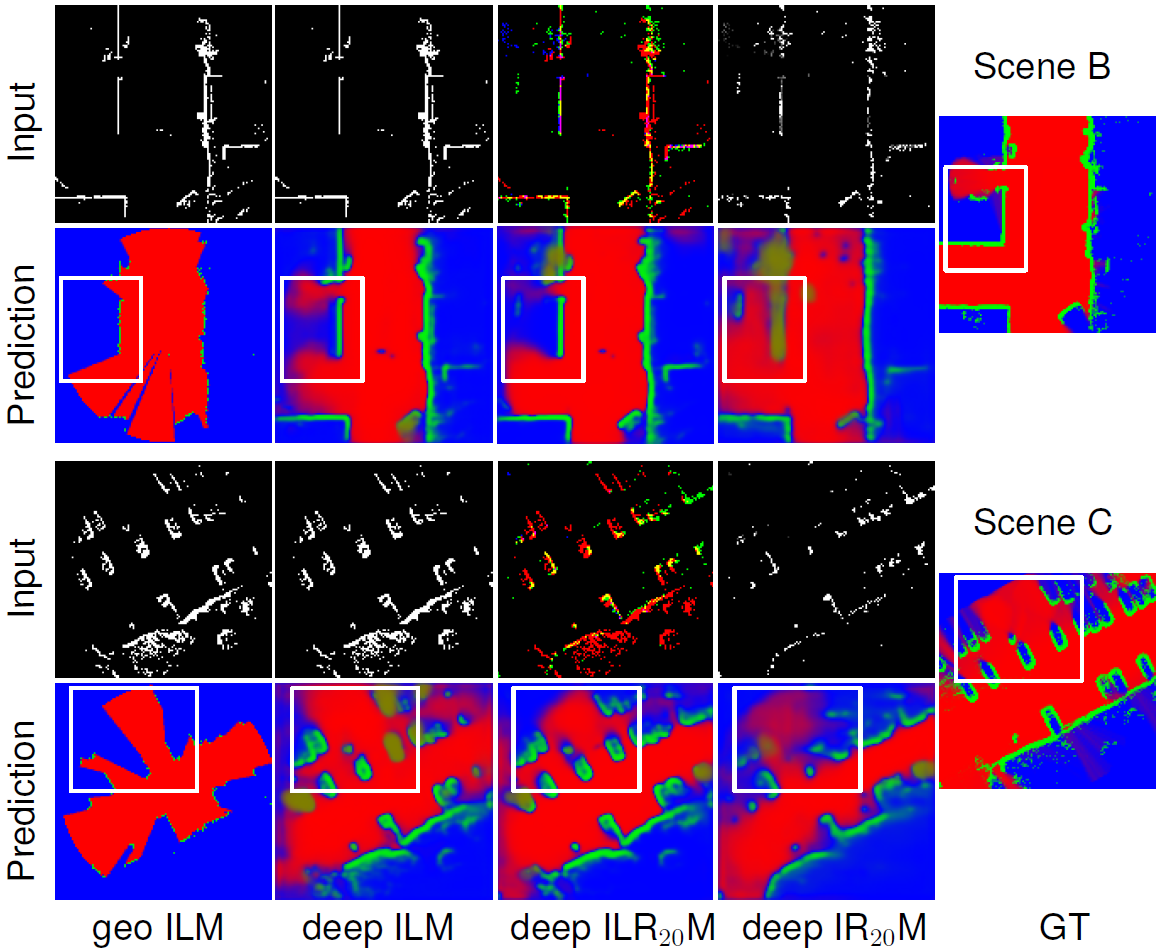 Input
Scene B
Prediction
Input
Scene C
Prediction
geo ILM
deep ILM
deep ILR₂₀M
deep IR₂₀M
GT